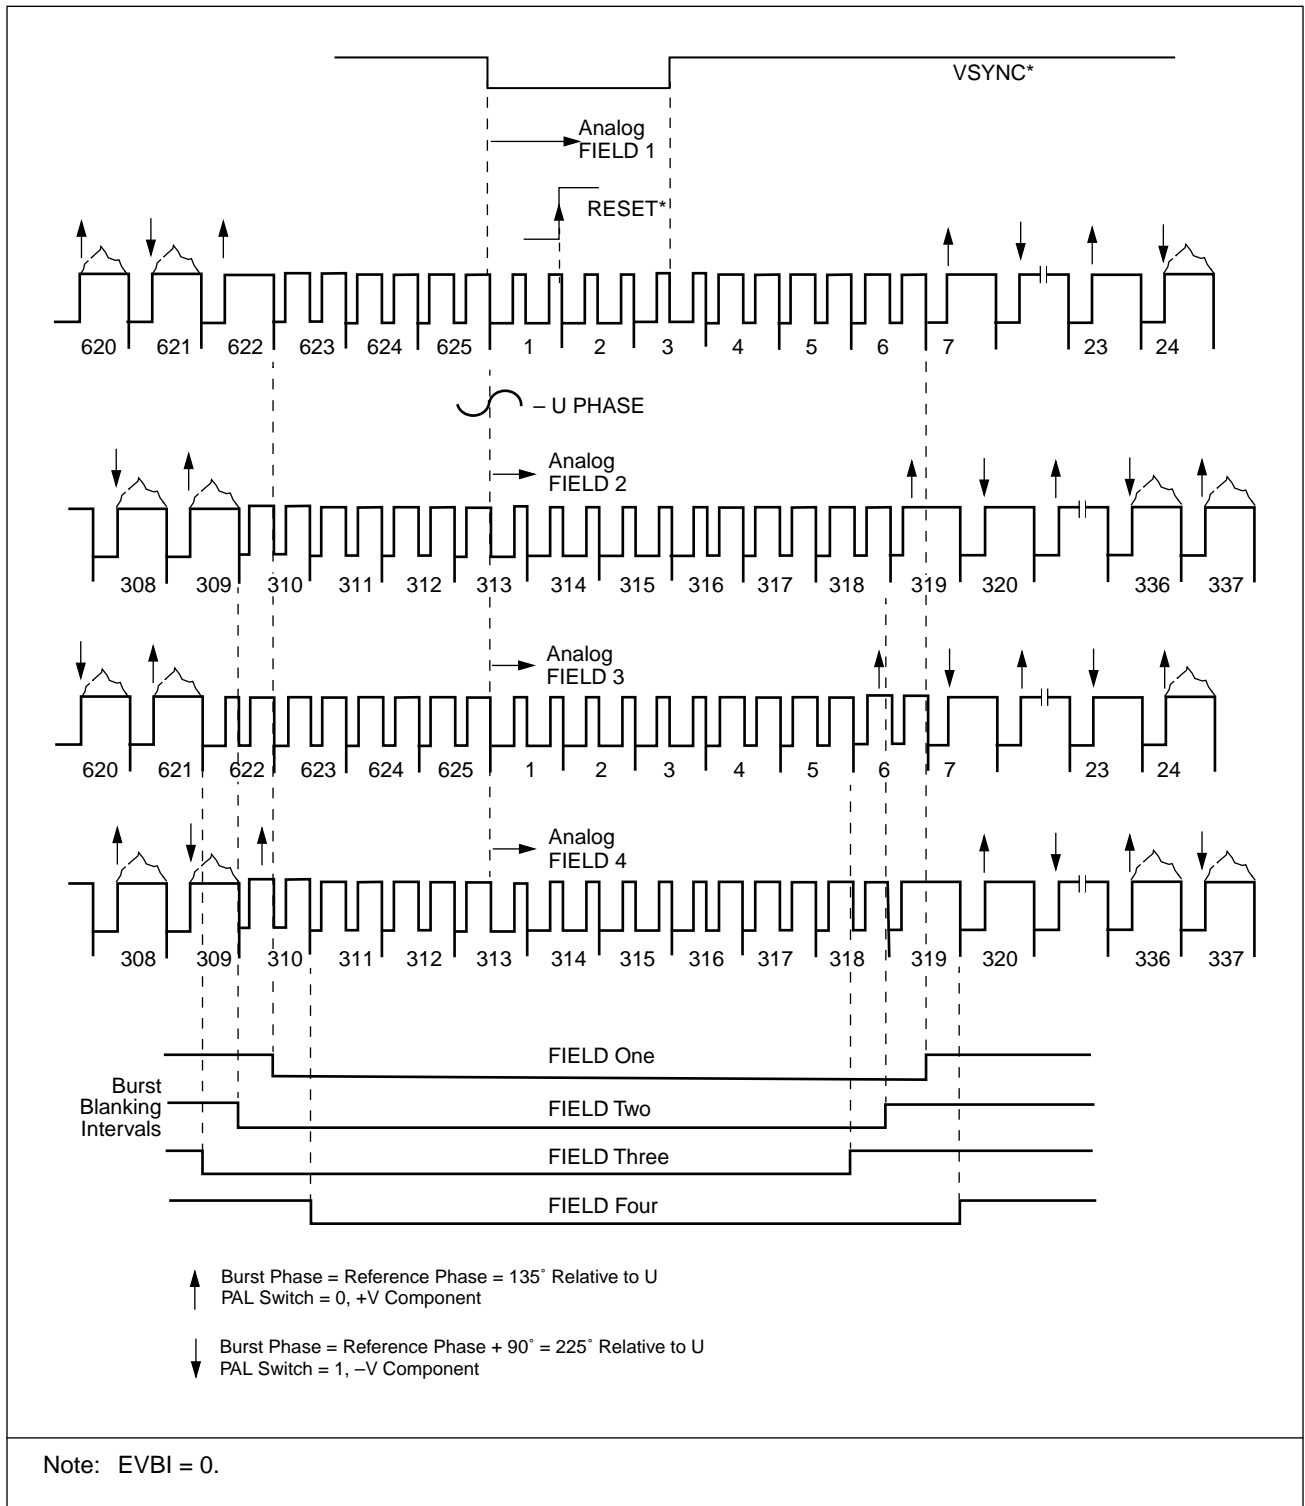 VSYNC*
Analog
FIELD 1
RESET*
620 621 622 623 624 625 1 2 3 4 5 6 7 23 24
– U PHASE
Analog
FIELD 2
308 309 310 311 312 313 314 315 316 317 318 319 320 336 337
Analog
FIELD 3
620 621 622 623 624 625 1 2 3 4 5 6 7 23 24
Analog
FIELD 4
308 309 310 311 312 313 314 315 316 317 318 319 320 336 337
FIELD One
Burst
Blanking
Intervals
FIELD Two
FIELD Three
FIELD Four
Burst Phase = Reference Phase = 135° Relative to U
PAL Switch = 0, +V Component
Burst Phase = Reference Phase + 90° = 225° Relative to U
PAL Switch = 1, –V Component
Note: EVBI = 0.